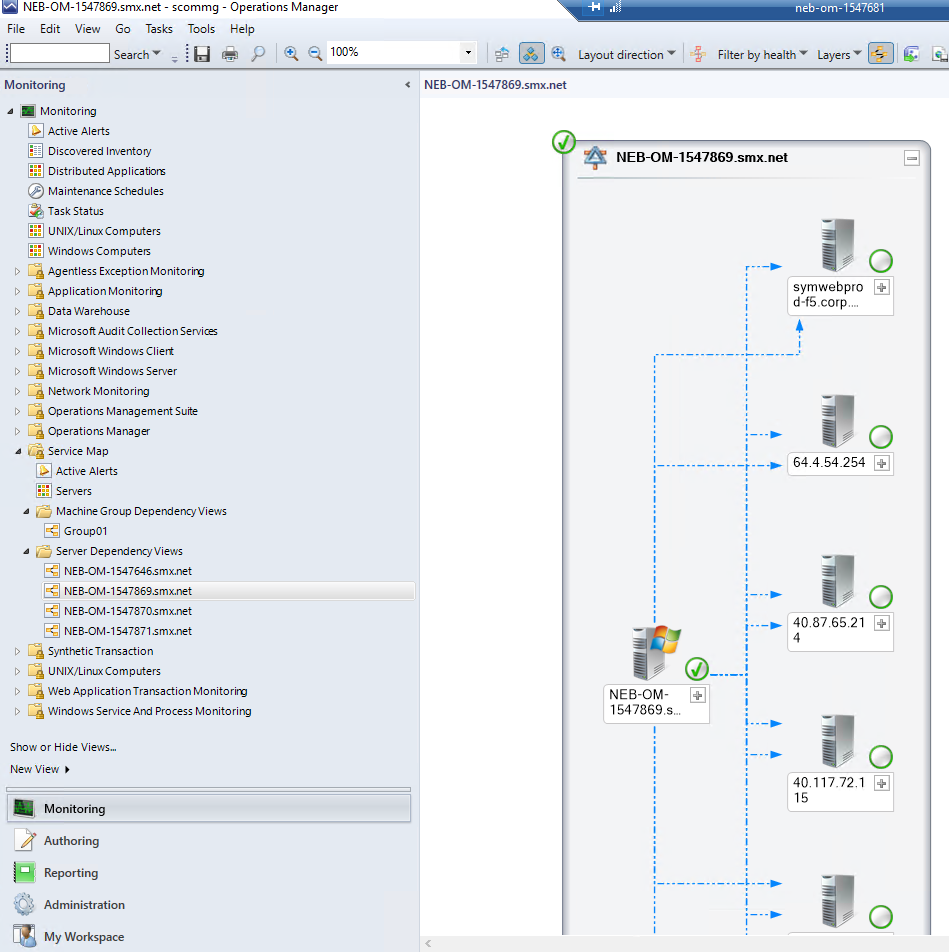 NEB-OM-1547869.smx.net - scommg - Operations Manager
neb-om-1547681
File Edit View Go Tasks Tools Help
Search 100% Layout direction Filter by health Layers
Monitoring
NEB-OM-1547869.smx.net
Monitoring
Active Alerts
Discovered Inventory
Distributed Applications
Maintenance Schedules
Task Status
UNIX/Linux Computers
Windows Computers
Agentless Exception Monitoring
Application Monitoring
Data Warehouse
Microsoft Audit Collection Services
Microsoft Windows Client
Microsoft Windows Server
Network Monitoring
Operations Management Suite
Operations Manager
Service Map
Active Alerts
Servers
Machine Group Dependency Views
Group01
Server Dependency Views
NEB-OM-1547646.smx.net
NEB-OM-1547869.smx.net
NEB-OM-1547870.smx.net
NEB-OM-1547871.smx.net
Synthetic Transaction
UNIX/Linux Computers
Web Application Transaction Monitoring
Windows Service And Process Monitoring
Show or Hide Views...
New View
Monitoring
Authoring
Reporting
Administration
My Workspace
NEB-OM-1547869.smx.net
symwebpro
d-f5.corp....
64.4.54.254
40.87.65.21
4
NEB-OM-
1547869.s...
40.117.72.1
15